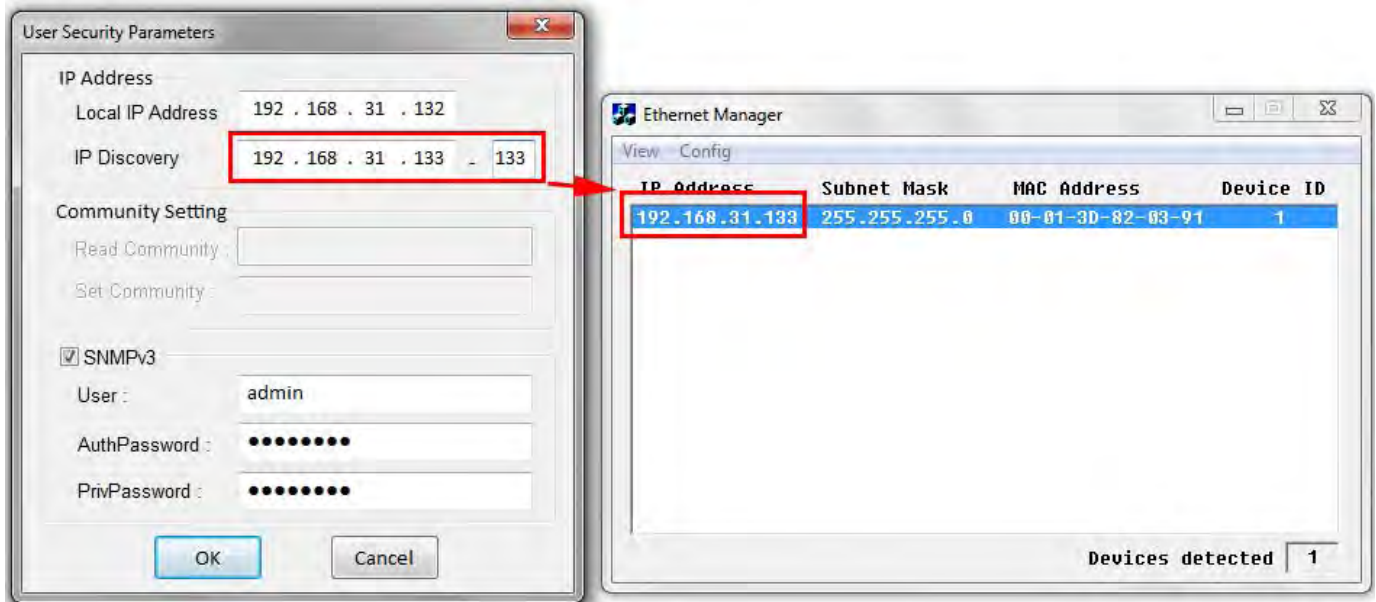 User Security Parameters
IP Address
Local IP Address 192 . 168 . 31 . 132
IP Discovery 192 . 168 . 31 . 133 - 133
Community Setting
Read Community :
Set Community :
SNMPv3
User : admin
AuthPassword : ●●●●●●●●
PrivPassword : ●●●●●●●●
OK Cancel
Ethernet Manager
View Config
IP Address Subnet Mask MAC Address Device ID
192.168.31.133 255.255.255.0 00-01-3D-82-03-91 1
Devices detected 1